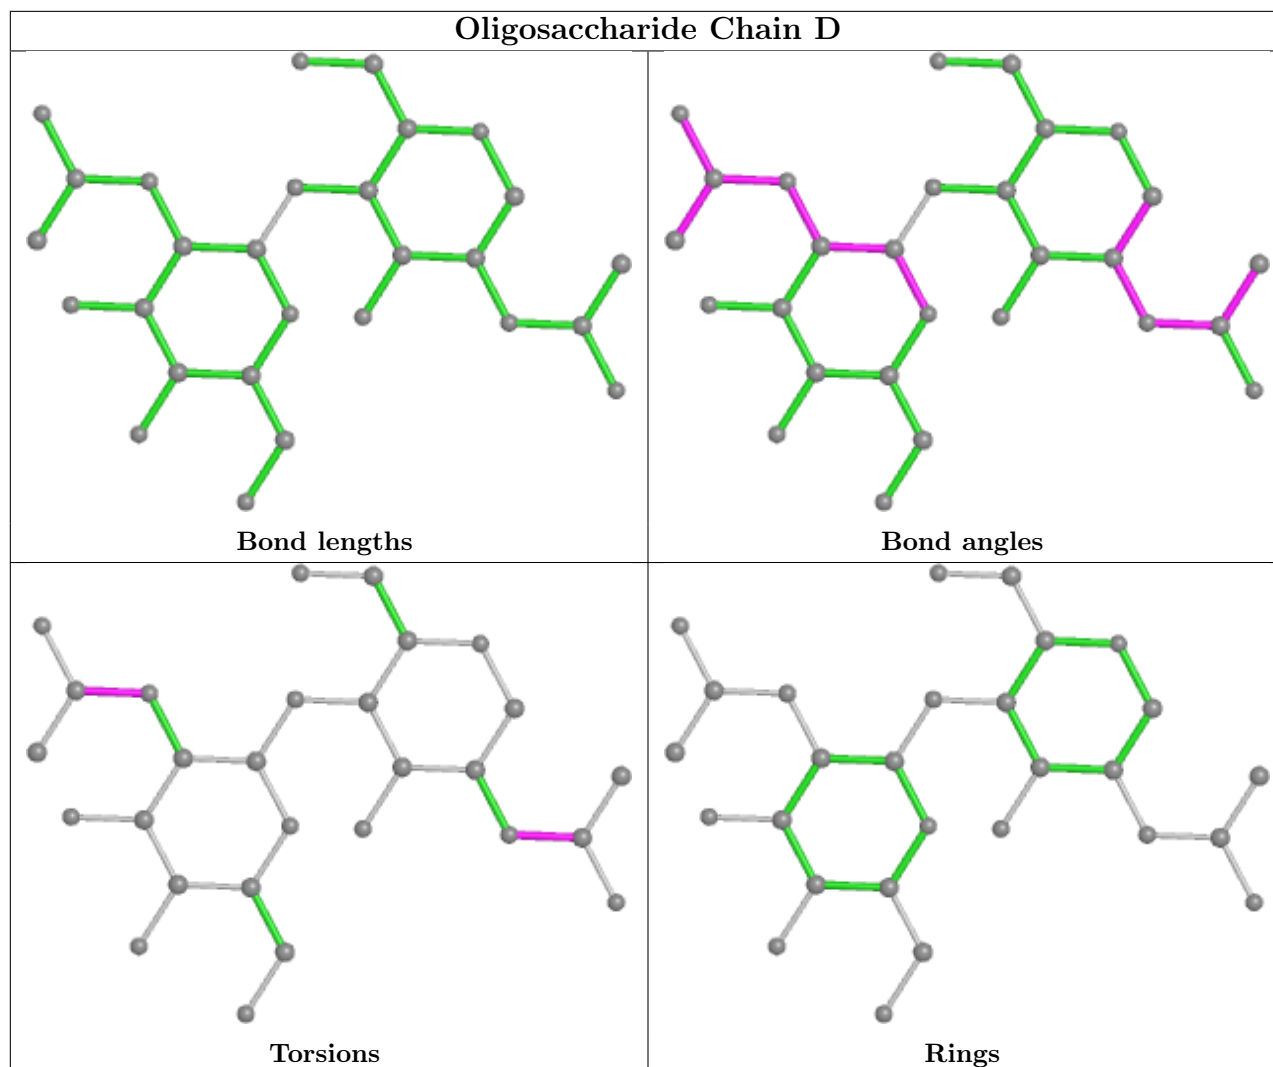 Oligosaccharide Chain D
Bond lengths
Bond angles
Torsions
Rings